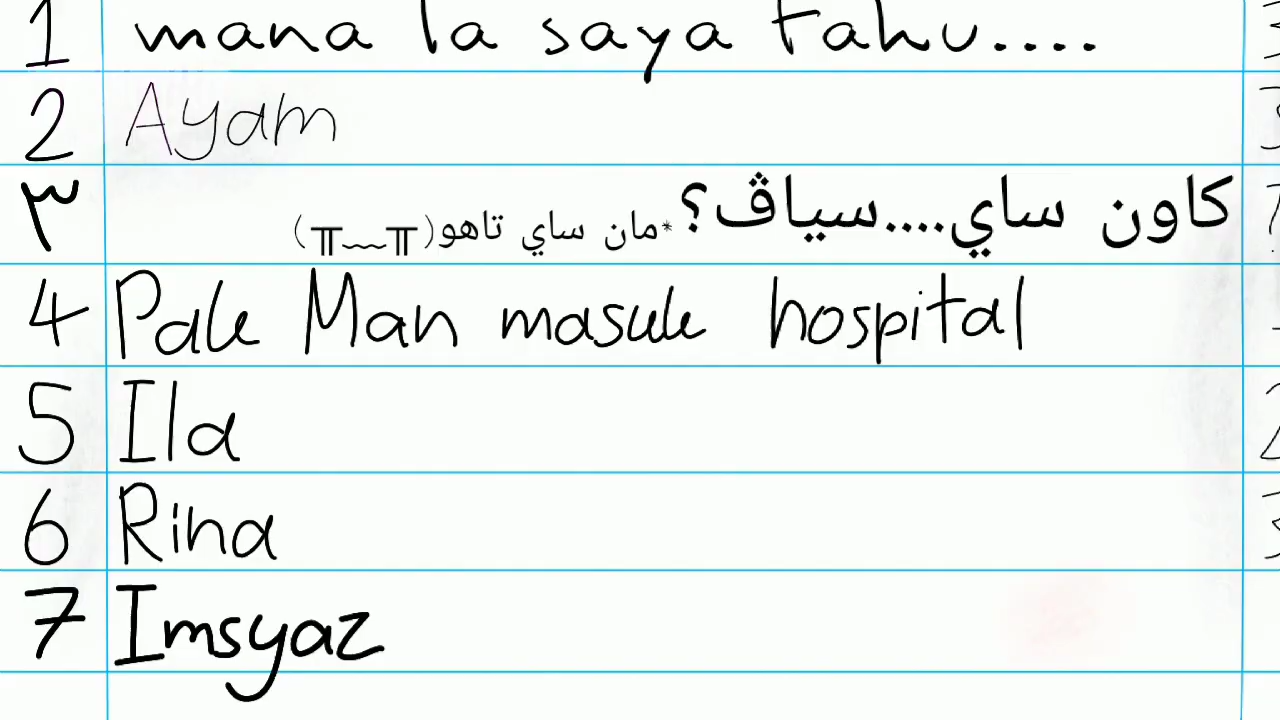 1 mana la saya tahu....
2 Ayam
٣ كاون ساي....سياڤ؟ *مان ساي تاهو(╥﹏╥)
4 Pak Man masuk hospital
5 Ila
6 Rina
7 Imsyaz